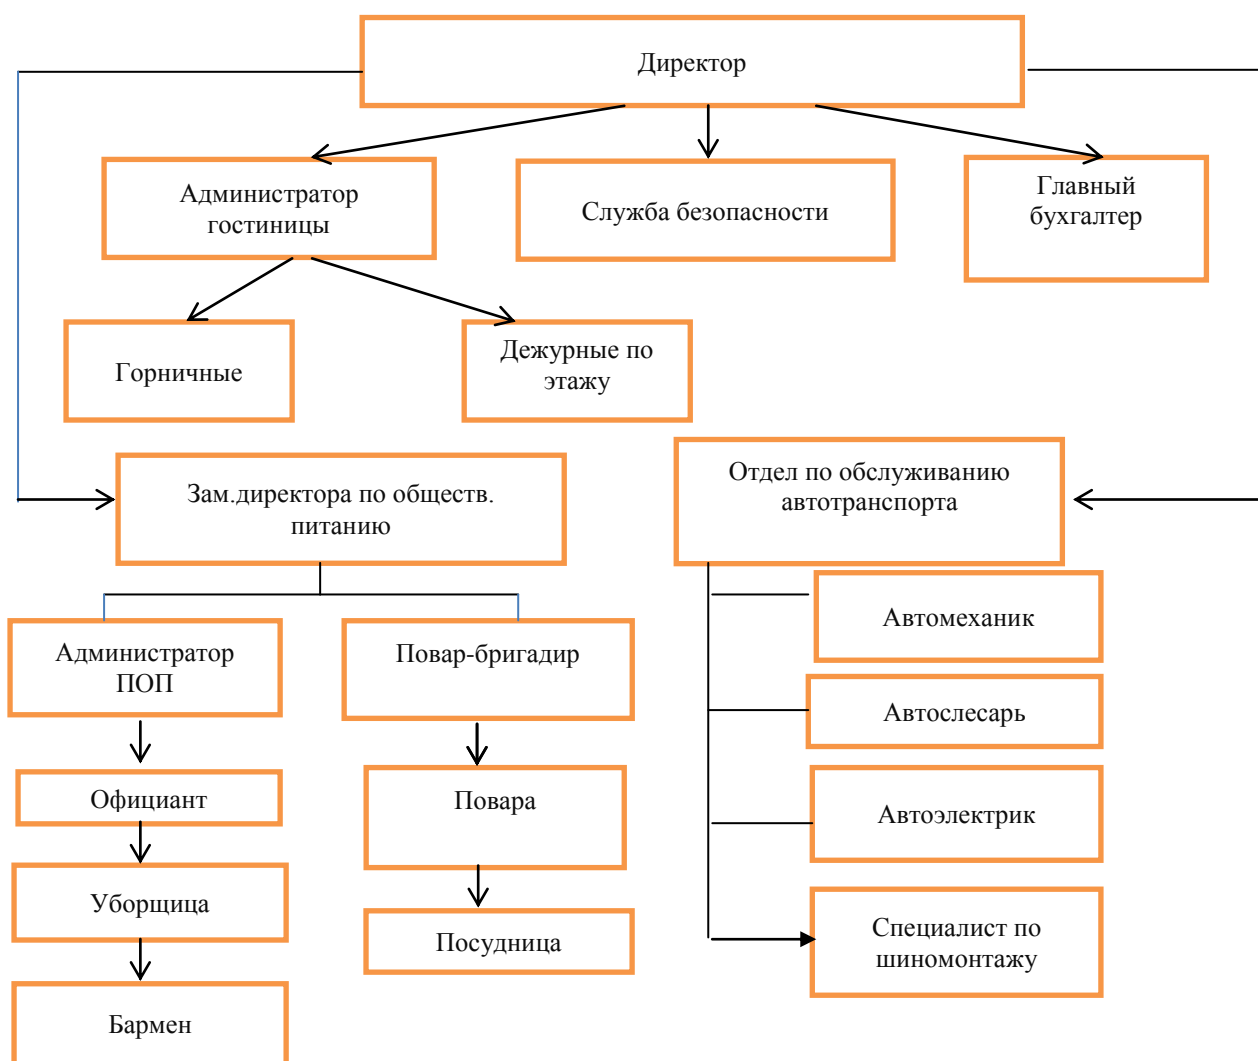 Директор
Администратор
гостиницы
Служба безопасности
Главный
бухгалтер
Горничные
Дежурные по
этажу
Зам.директора по обществ.
питанию
Отдел по обслуживанию
автотранспорта
Администратор
ПОП
Повар-бригадир
Автомеханик
Автослесарь
Официант
Повара
Автоэлектрик
Уборщица
Посудница
Специалист по
шиномонтажу
Бармен